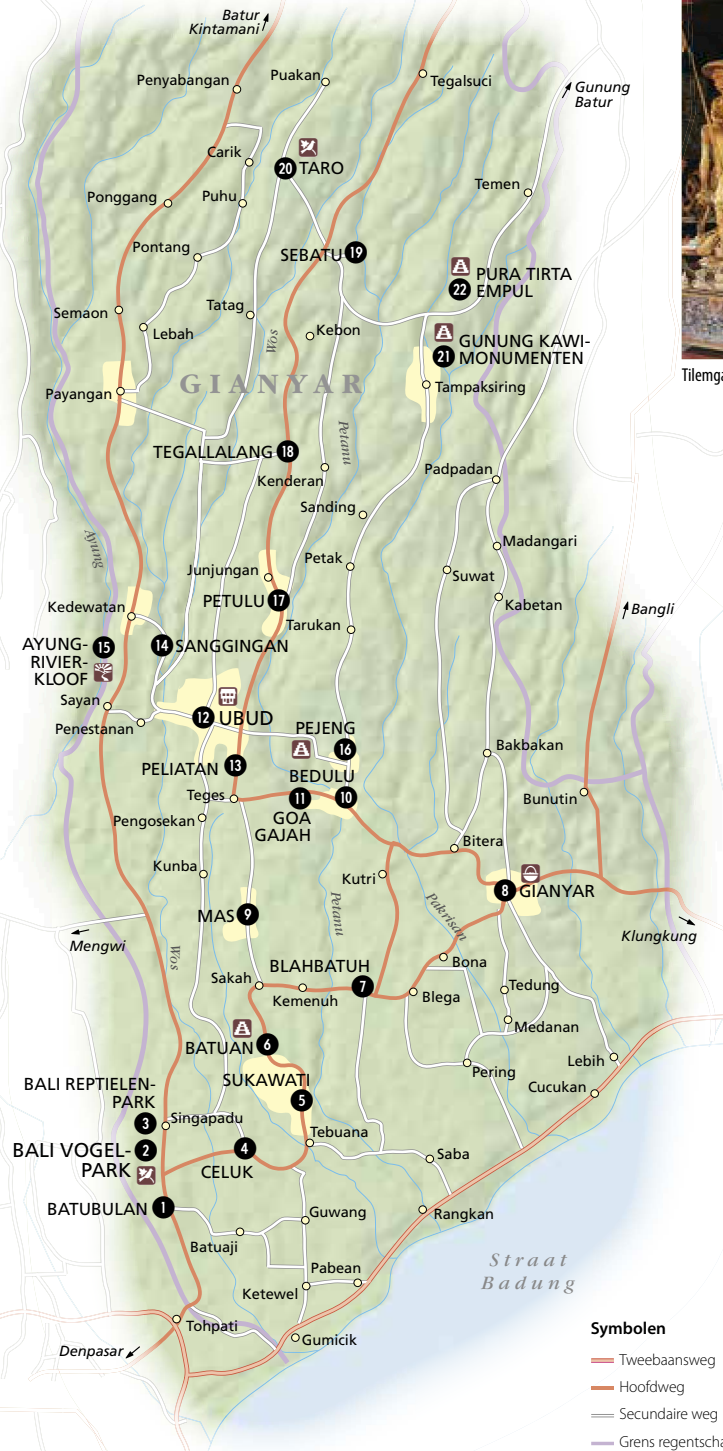 Batur
Kintamani
Penyabangan
Puakan
Tegalsuci
Gunung
Batur
Carik
20 TARO
Temen
Ponggang
Puhu
Pontang
SEBATU 19
PURA TIRTA
22 EMPUL
Semaon
Tatag
Lebah
Wos
Kebon
GUNUNG KAWI-
21 MONUMENTEN
Tilemga
GIANYAR
Payangan
Tampaksiring
Petanu
TEGALLALANG 18
Kenderan
Padpadan
Sanding
Ayung
Madangari
Junjungan
Petak
Suwat
PETULU 17
Kabetan
Kedewatan
Tarukan
Bangli
AYUNG-
RIVIER-
KLOOF
15
14 SANGGINGAN
Sayan
Penestanan
12 UBUD
PEJENG
16
Bakbakan
PELIATAN 13
BEDULU
10
Teges
11
GOA
GAJAH
Bunutin
Pengosekan
Bitera
Kunba
Kutri
8 GIANYAR
MAS 9
Petanu
Pakrisan
Klungkung
Mengwi
Wos
Bona
BLAHBATUH
7
Sakah
Kemenuh
Blega
Tedung
Medanan
BATUAN 6
Lebih
Pering
SUKAWATI
5
Cucukan
BALI REPTIELEN-
PARK
3
Singapadu
Tebuana
BALI VOGEL-
PARK
2
4
CELUK
Saba
BATUBULAN 1
Guwang
Rangkan
Batuaji
Straat
Badung
Pabean
Ketewel
Tohpati
Gumicik
Denpasar
Symbolen
Tweebaansweg
Hoofdweg
Secundaire weg
Grens regentscha